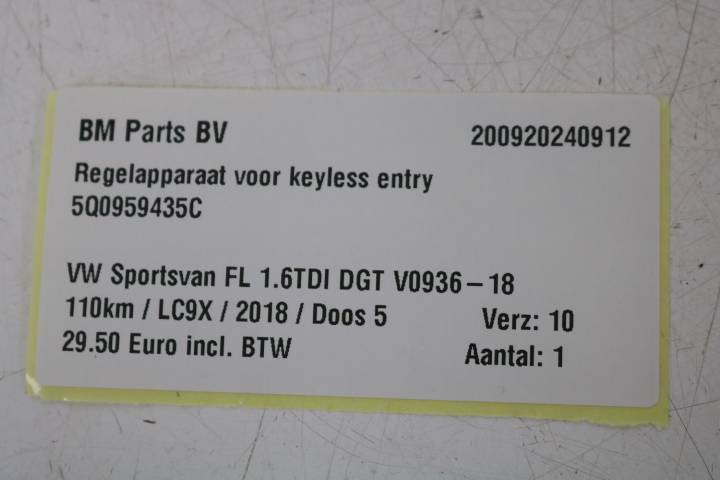 BM Parts BV 200920240912
Regelapparaat voor keyless entry
5Q0959435C
VW Sportsvan FL 1.6TDI DGT V0936-18
110km / LC9X / 2018 / Doos 5 Verz: 10
29.50 Euro incl. BTW Aantal: 1